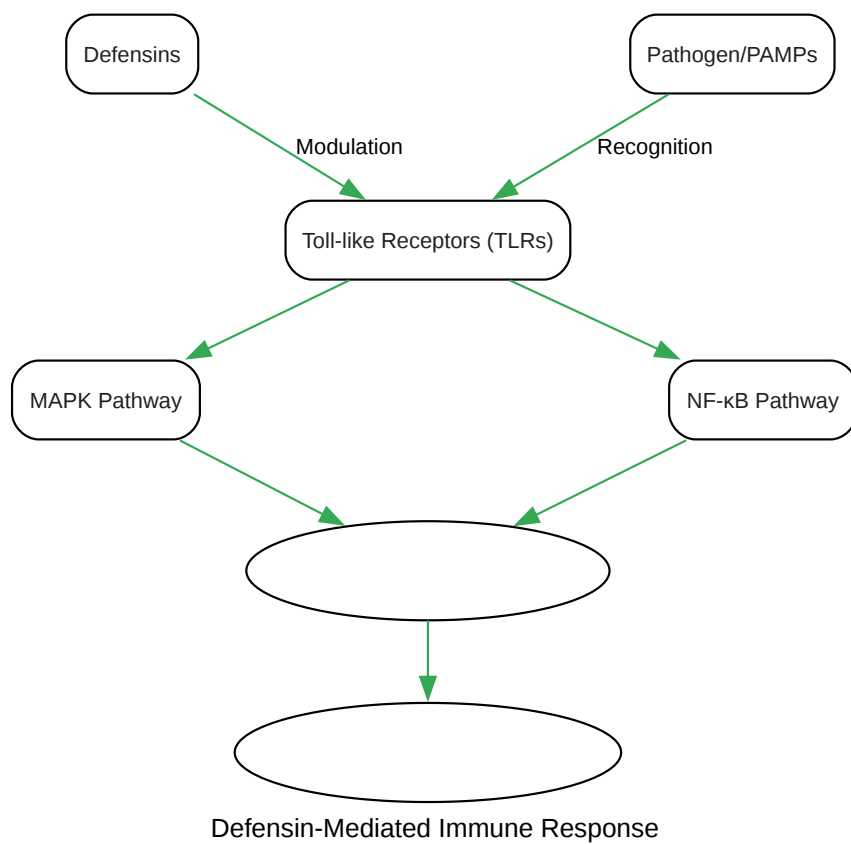 Defensins
Pathogen/PAMPs
Modulation
Recognition
Toll-like Receptors (TLRs)
MAPK Pathway
NF-κB Pathway
Defensin-Mediated Immune Response